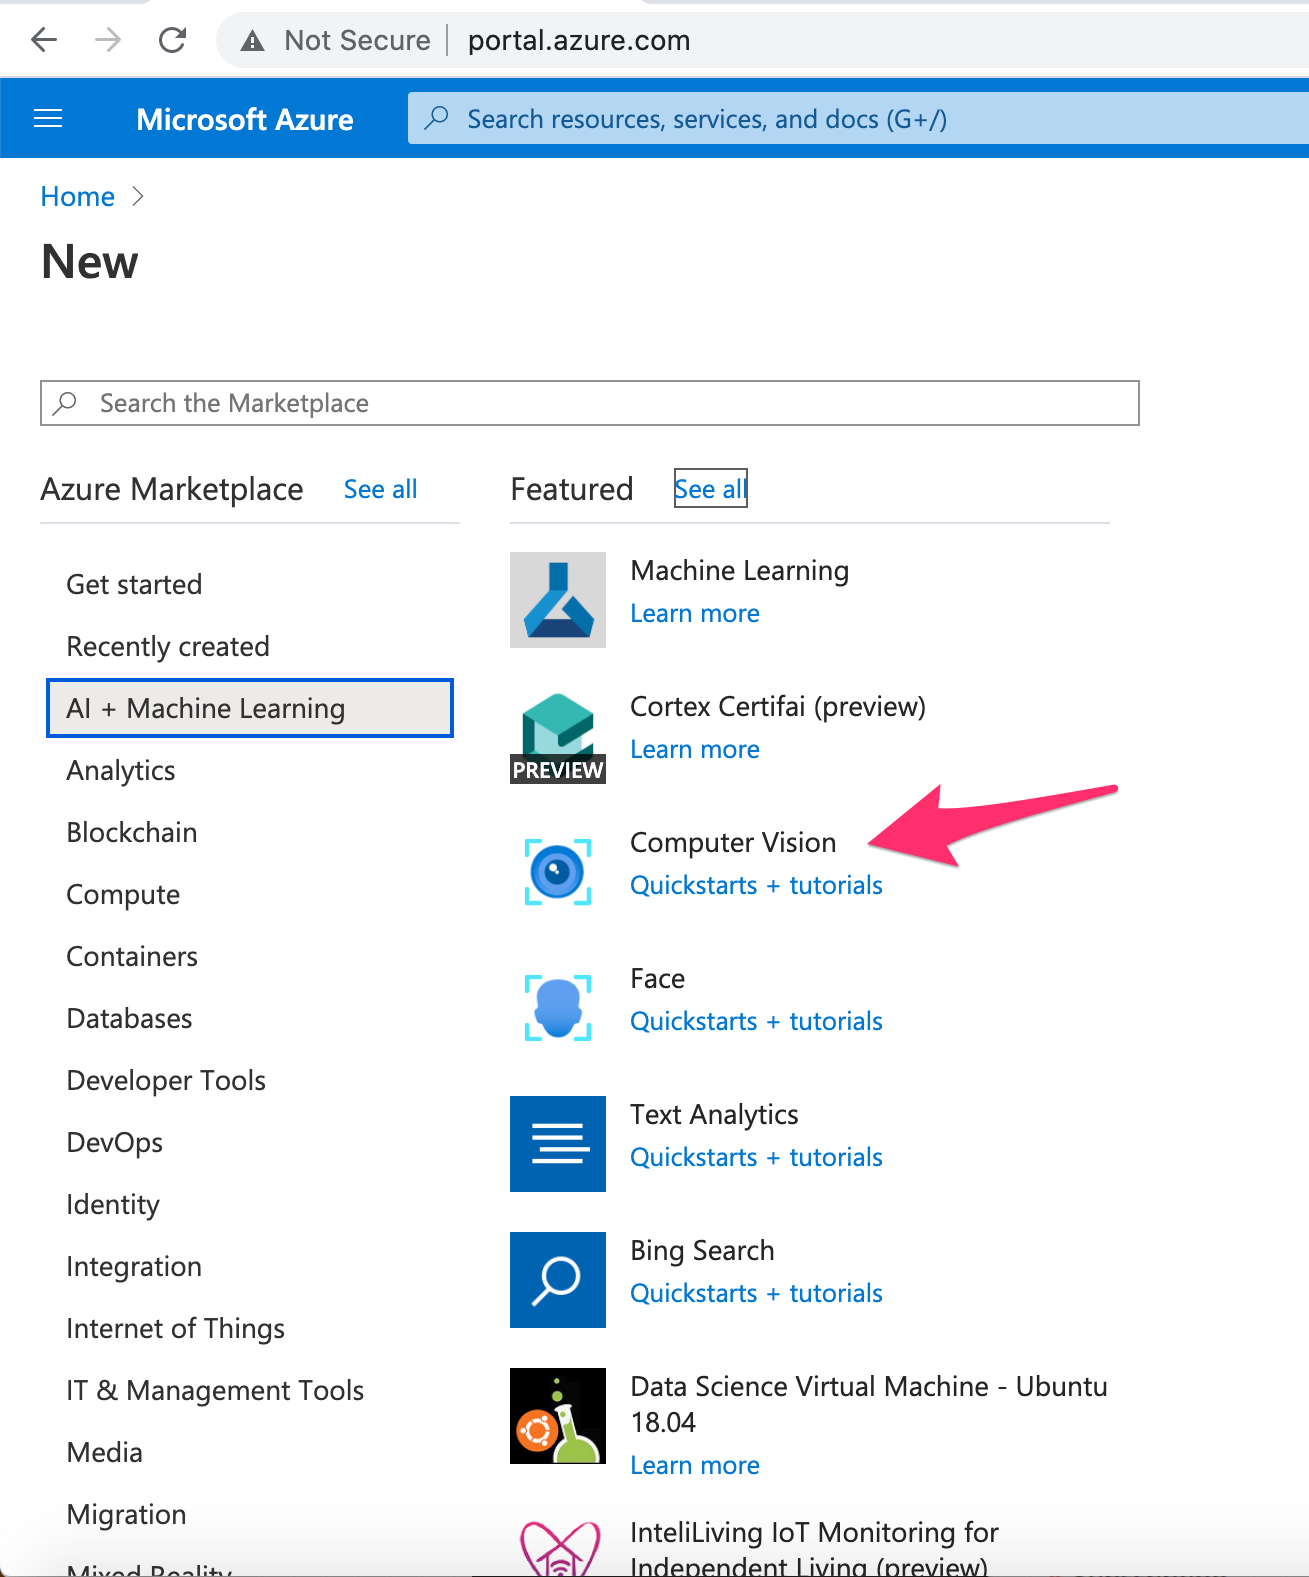 Not Secure
portal.azure.com
Microsoft Azure
Search resources, services, and docs (G+/)
Home
New
Search the Marketplace
Azure Marketplace
See all
Get started
Recently created
AI + Machine Learning
Analytics
Blockchain
Compute
Containers
Databases
Developer Tools
DevOps
Identity
Integration
Internet of Things
IT & Management Tools
Media
Migration
Mixed Reality
Featured
See all
Machine Learning
Learn more
PREVIEW
Cortex Certifai (preview)
Learn more
Computer Vision
Quickstarts + tutorials
Face
Quickstarts + tutorials
Text Analytics
Quickstarts + tutorials
Bing Search
Quickstarts + tutorials
Data Science Virtual Machine - Ubuntu
18.04
Learn more
InteliLiving IoT Monitoring for
Independent Living (preview)